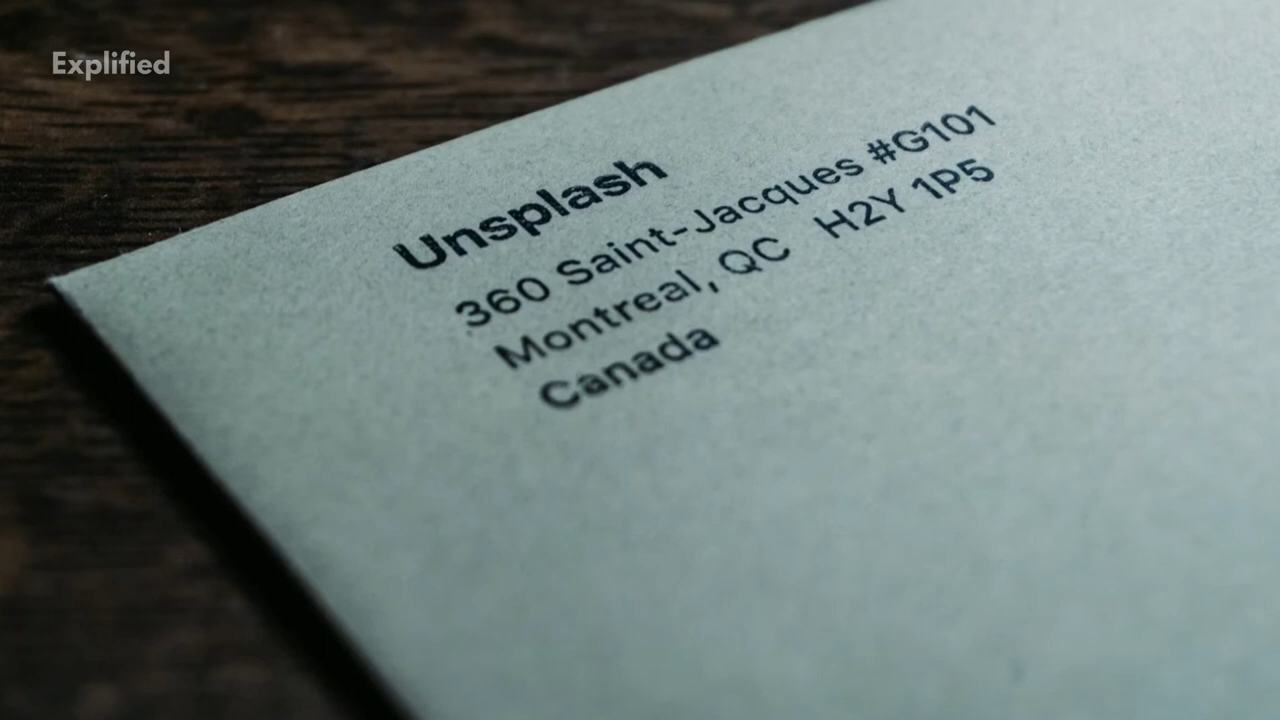 Explified
Unsplash
360 Saint-Jacques #G101
Montreal, QC H2Y 1P5
Canada